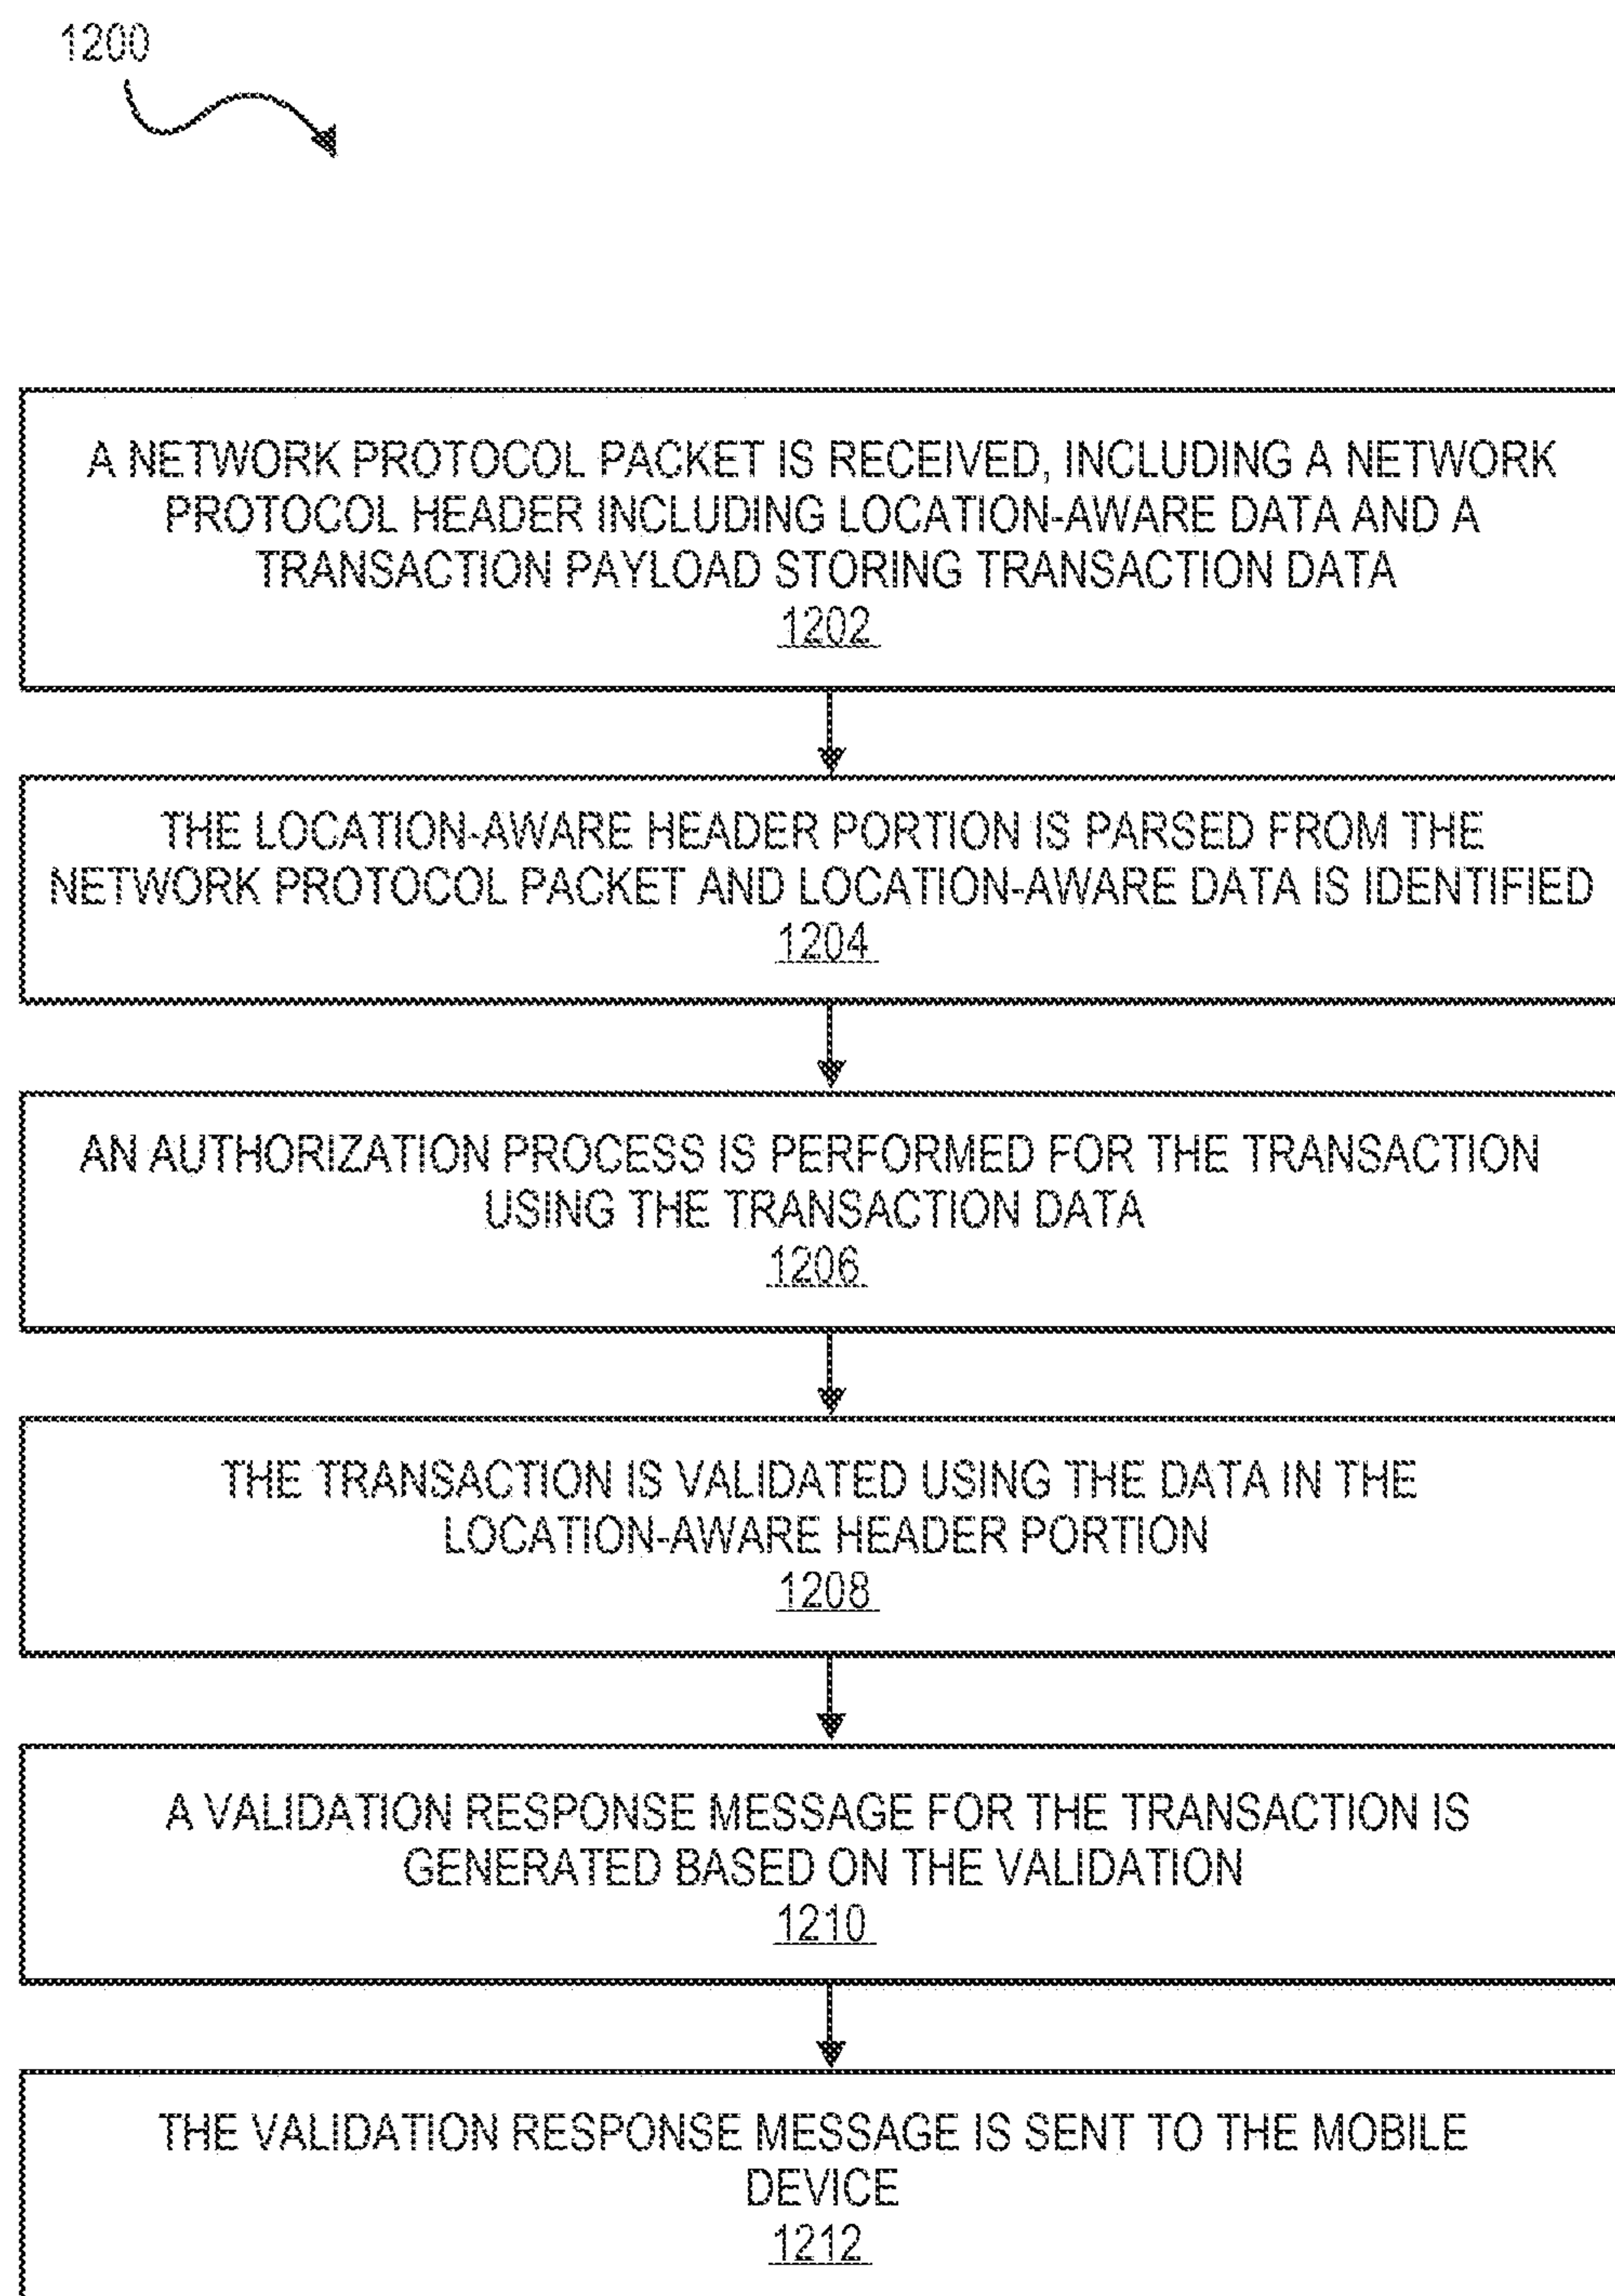 1200
A NETWORK PROTOCOL PACKET IS RECEIVED, INCLUDING A NETWORK
PROTOCOL HEADER INCLUDING LOCATION-AWARE DATA AND A
TRANSACTION PAYLOAD STORING TRANSACTION DATA
1202
THE LOCATION-AWARE HEADER PORTION IS PARSED FROM THE
NETWORK PROTOCOL PACKET AND LOCATION-AWARE DATA IS IDENTIFIED
1204
AN AUTHORIZATION PROCESS IS PERFORMED FOR THE TRANSACTION
USING THE TRANSACTION DATA
1206
THE TRANSACTION IS VALIDATED USING THE DATA IN THE
LOCATION-AWARE HEADER PORTION
1208
A VALIDATION RESPONSE MESSAGE FOR THE TRANSACTION IS
GENERATED BASED ON THE VALIDATION
1210
THE VALIDATION RESPONSE MESSAGE IS SENT TO THE MOBILE
DEVICE
1212